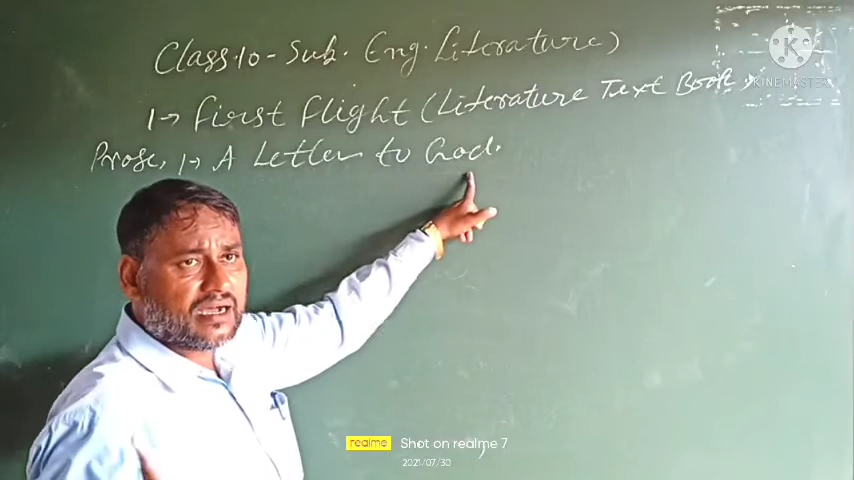 Class.10 - Sub. Eng. Literature)
1→ First flight (Literature Text Book)
Prose, 1→ A Letter to God.
K
KINEMASTER
realme Shot on realme 7
2021/07/30